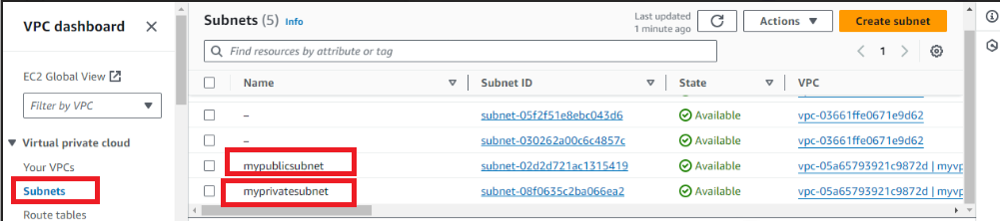 VPC dashboard
EC2 Global View
Filter by VPC
Virtual private cloud
Your VPCs
Subnets
Route tables
Subnets (5) Info
Last updated
1 minute ago
Actions
Create subnet
Find resources by attribute or tag
1
Name Subnet ID State VPC
– subnet-05f2f51e8ebc043d6 Available vpc-03661ffe0671e9d62
– subnet-030262a00c6c4857c Available vpc-03661ffe0671e9d62
mypublicsubnet subnet-02d2d721ac1315419 Available vpc-05a65793921c9872d | myvp
myprivatesubnet subnet-08f0635c2ba066ea2 Available vpc-05a65793921c9872d | myvp